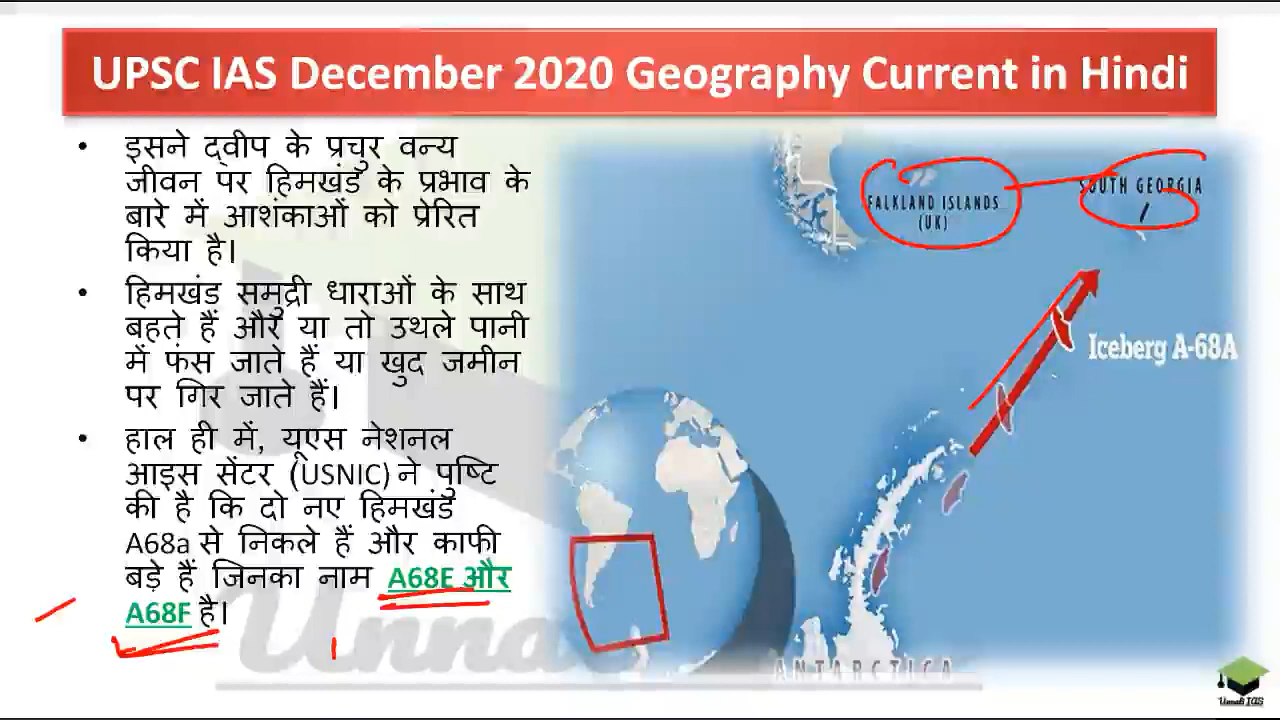 UPSC IAS December 2020 Geography Current in Hindi
• इसने द्वीप के प्रचुर वन्य
जीवन पर हिमखंड के प्रभाव के
बारे में आशंकाओं को प्रेरित
किया है।
• हिमखंड समुद्री धाराओं के साथ
बहते हैं और या तो उथले पानी
में फंस जाते हैं या खुद जमीन
पर गिर जाते हैं।
• हाल ही में, यूएस नेशनल
आइस सेंटर (USNIC) ने पुष्टि
की है कि दो नए हिमखंड
A68a से निकले हैं और काफी
बड़े हैं जिनका नाम A68E और
A68F है।
FALKLAND ISLANDS
(UK)
SOUTH GEORGIA
Iceberg A-68A
ANTARCTICA
Unnati IAS